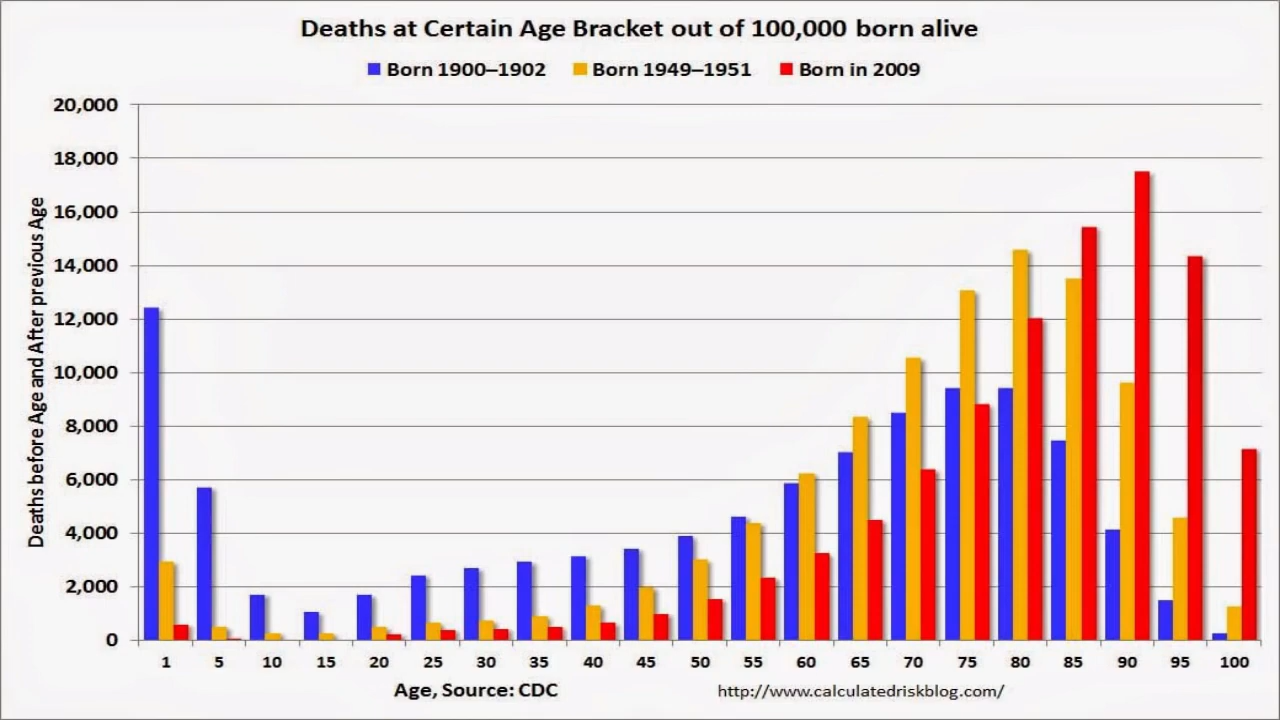 Deaths at Certain Age Bracket out of 100,000 born alive
Born 1900–1902 Born 1949–1951 Born in 2009
Deaths before Age and After previous Age
20,000
18,000
16,000
14,000
12,000
10,000
8,000
6,000
4,000
2,000
0
1 5 10 15 20 25 30 35 40 45 50 55 60 65 70 75 80 85 90 95 100
Age, Source: CDC http://www.calculatedriskblog.com/